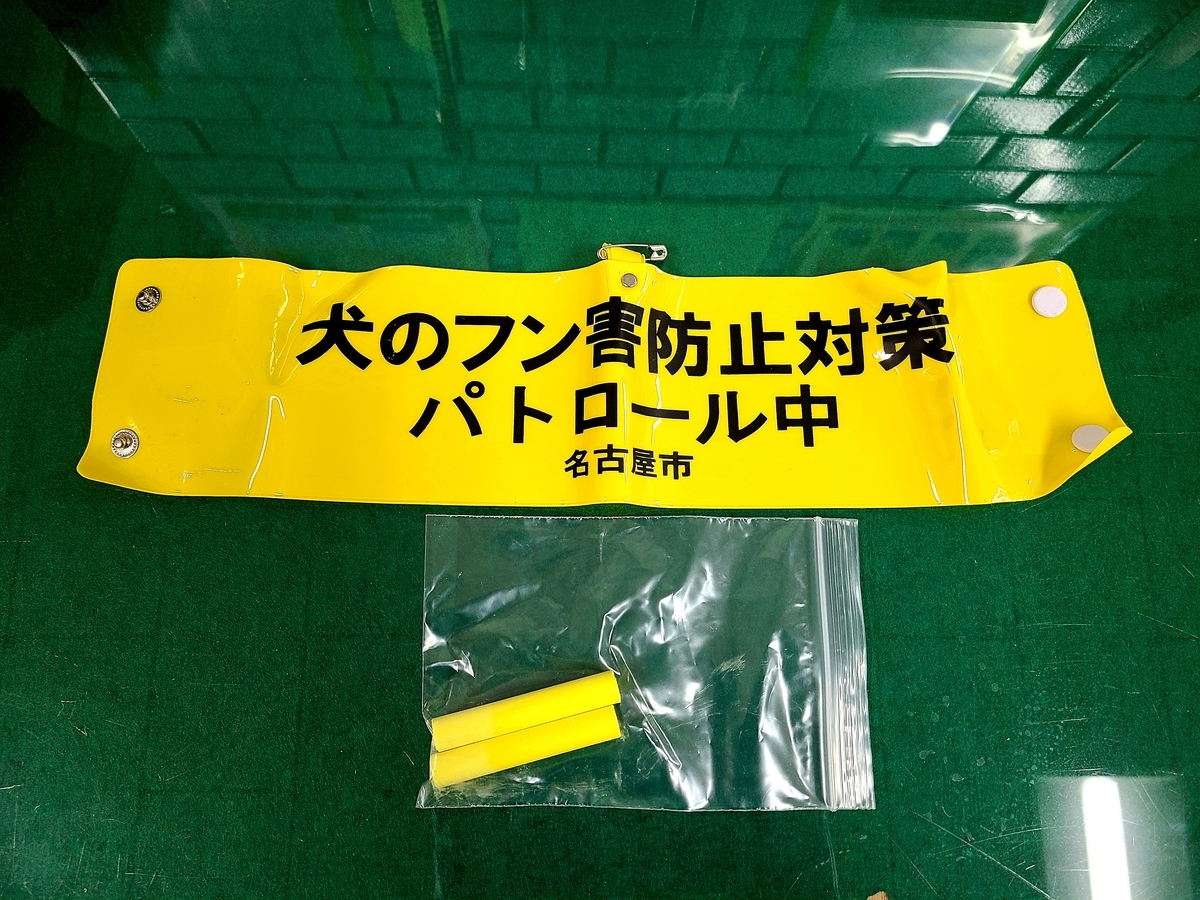 犬のフン害防止対策
パトロール中
名古屋市